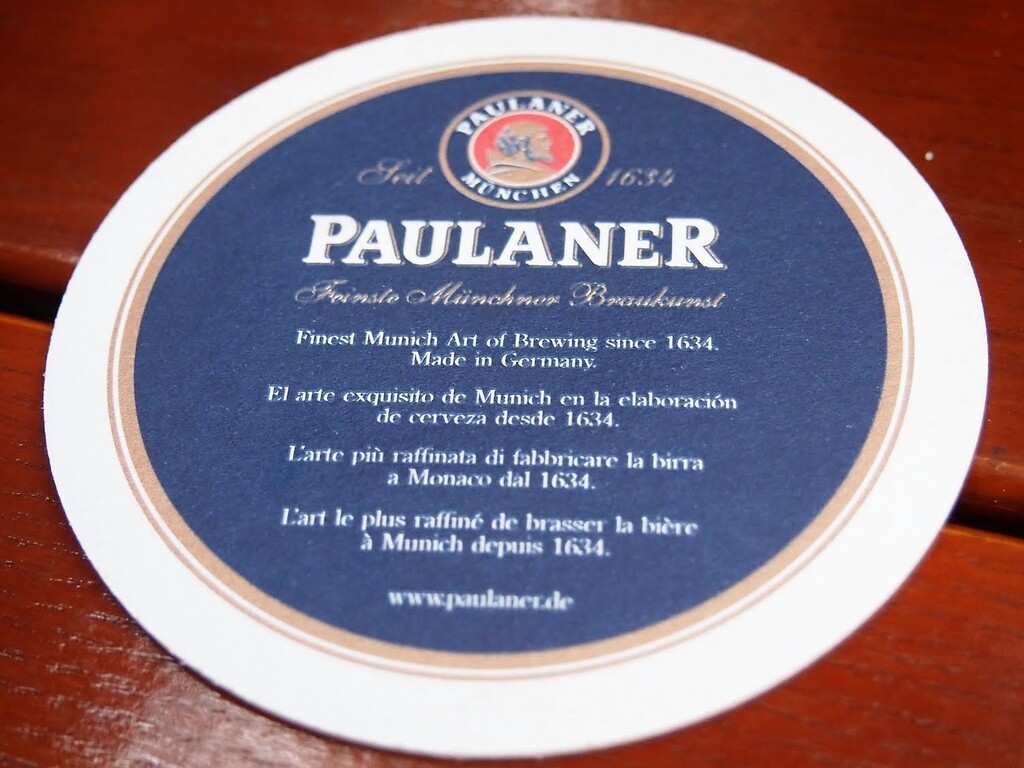 PAULANER
MÜNCHEN
Seit 1634
PAULANER
Feinste Münchner Braukunst
Finest Munich Art of Brewing since 1634.
Made in Germany.
El arte exquisito de Munich en la elaboración
de cerveza desde 1634.
L'arte più raffinata di fabbricare la birra
a Monaco dal 1634.
L'art le plus raffiné de brasser la bière
à Munich depuis 1634.
www.paulaner.de